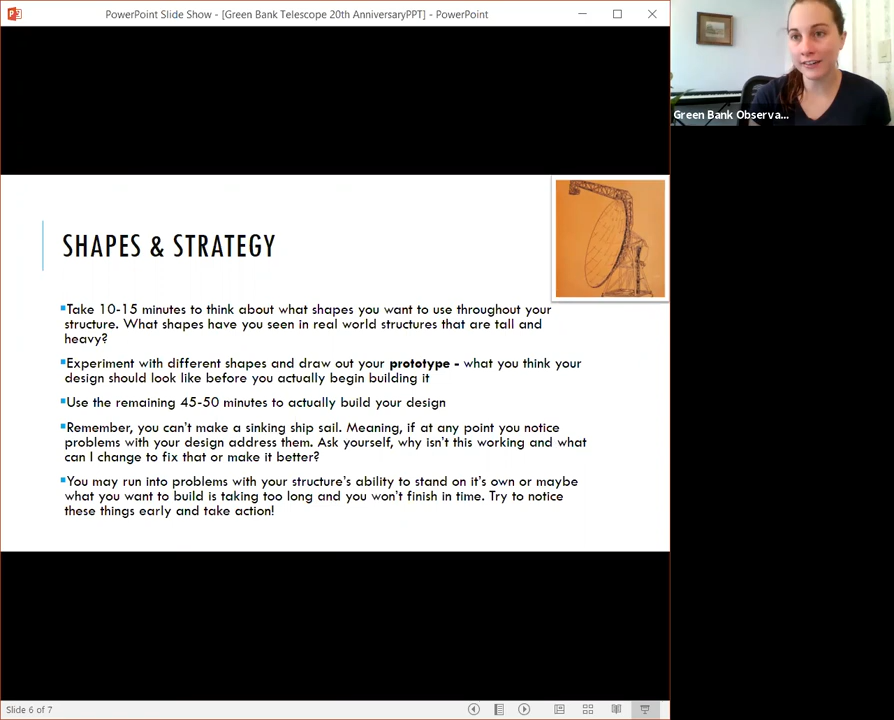 PowerPoint Slide Show - [Green Bank Telescope 20th AnniversaryPPT] - PowerPoint
Green Bank Observa...
SHAPES & STRATEGY
Take 10-15 minutes to think about what shapes you want to use throughout your
structure. What shapes have you seen in real world structures that are tall and
heavy?
Experiment with different shapes and draw out your prototype - what you think your
design should look like before you actually begin building it
Use the remaining 45-50 minutes to actually build your design
Remember, you can't make a sinking ship sail. Meaning, if at any point you notice
problems with your design address them. Ask yourself, why isn't this working and what
can I change to fix that or make it better?
You may run into problems with your structure's ability to stand on it's own or maybe
what you want to build is taking too long and you won't finish in time. Try to notice
these things early and take action!
Slide 6 of 7